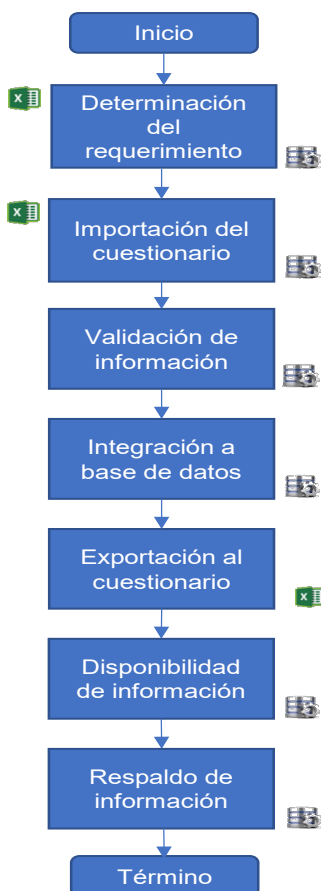 Inicio
Determinación
del
requerimiento
Importación del
cuestionario
Validación de
información
Integración a
base de datos
Exportación al
cuestionario
Disponibilidad
de información
Respaldo de
información
Término